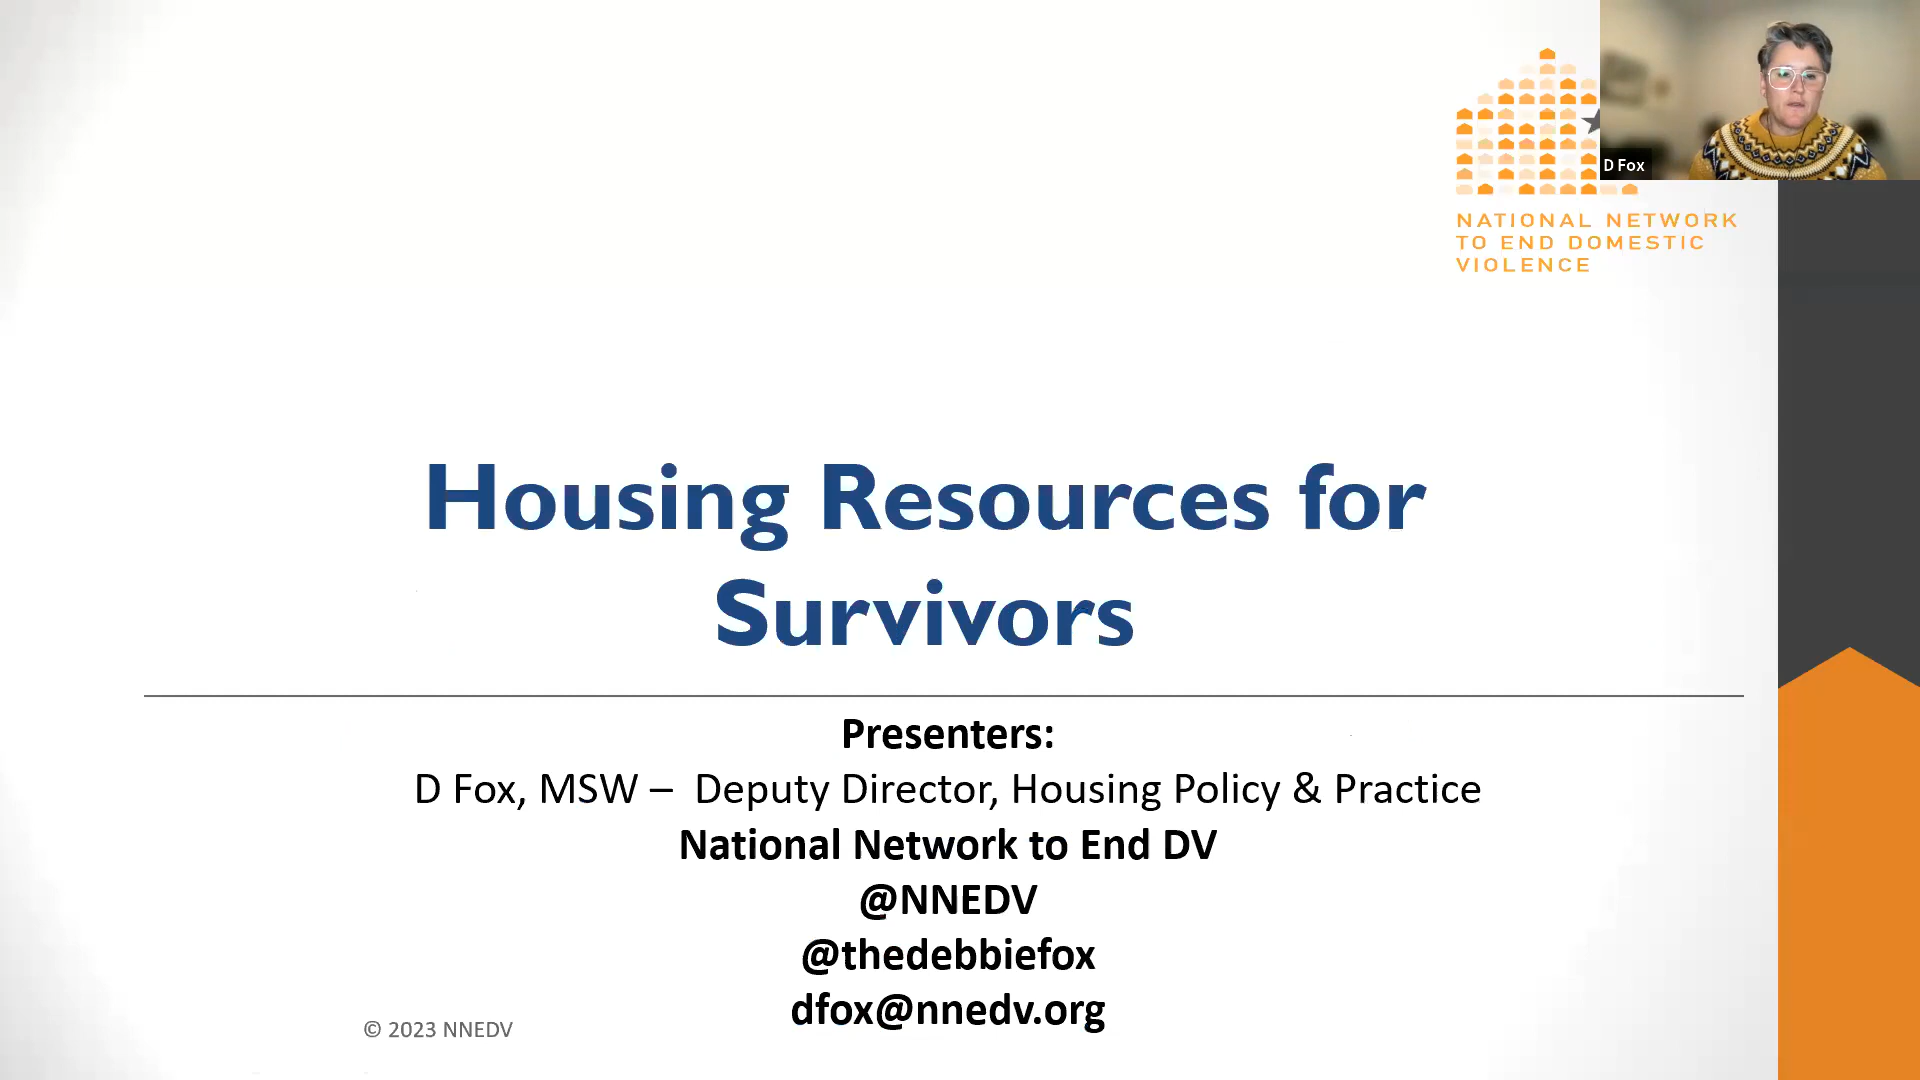 D Fox
NATIONAL NETWORK
TO END DOMESTIC
VIOLENCE
Housing Resources for
Survivors
Presenters:
D Fox, MSW – Deputy Director, Housing Policy & Practice
National Network to End DV
@NNEDV
@thedebbiefox
dfox@nnedv.org
© 2023 NNEDV